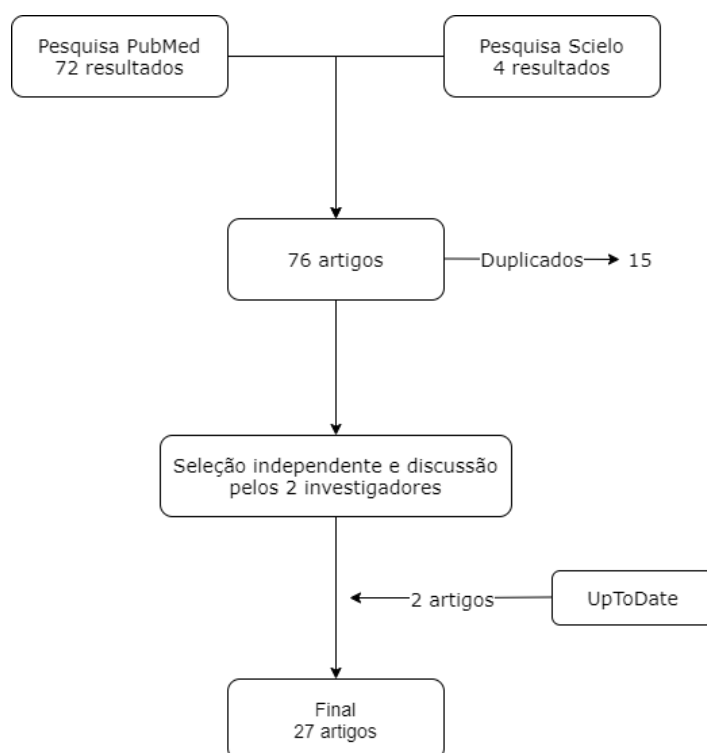 Pesquisa PubMed
72 resultados
Pesquisa Scielo
4 resultados
76 artigos
Duplicados
15
Seleção independente e discussão
pelos 2 investigadores
2 artigos
UpToDate
Final
27 artigos